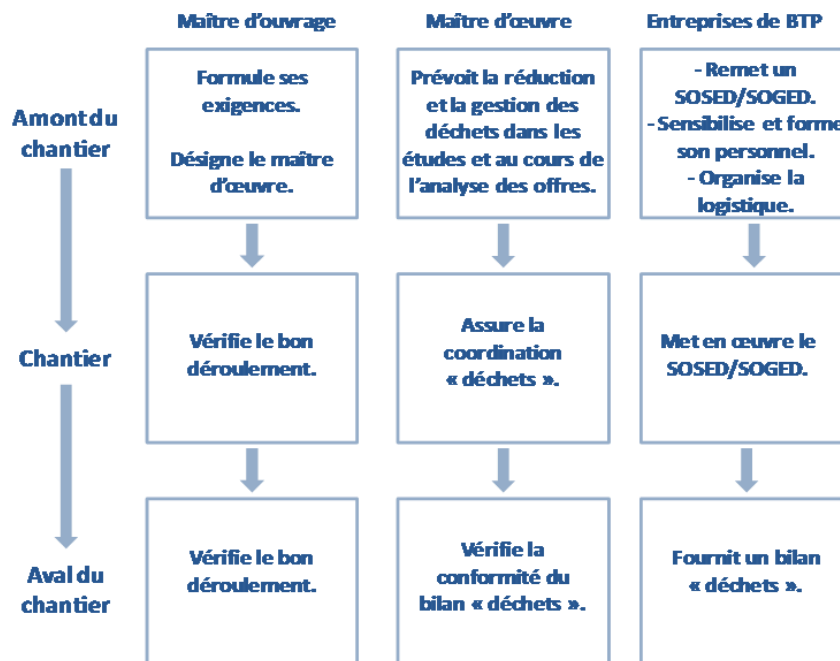 Maître d'ouvrage
Maître d'œuvre
Entreprises de BTP
Amont du
chantier
Formule ses
exigences.
Désigne le maître
d'œuvre.
Prévoit la réduction
et la gestion des
déchets dans les
études et au cours de
l'analyse des offres.
- Remet un
SOSED/SOGED.
- Sensibilise et forme
son personnel.
- Organise la
logistique.
Chantier
Vérifie le bon
déroulement.
Assure la
coordination
« déchets ».
Met en œuvre le
SOSED/SOGED.
Aval du
chantier
Vérifie le bon
déroulement.
Vérifie la
conformité du
bilan « déchets ».
Fournit un bilan
« déchets ».